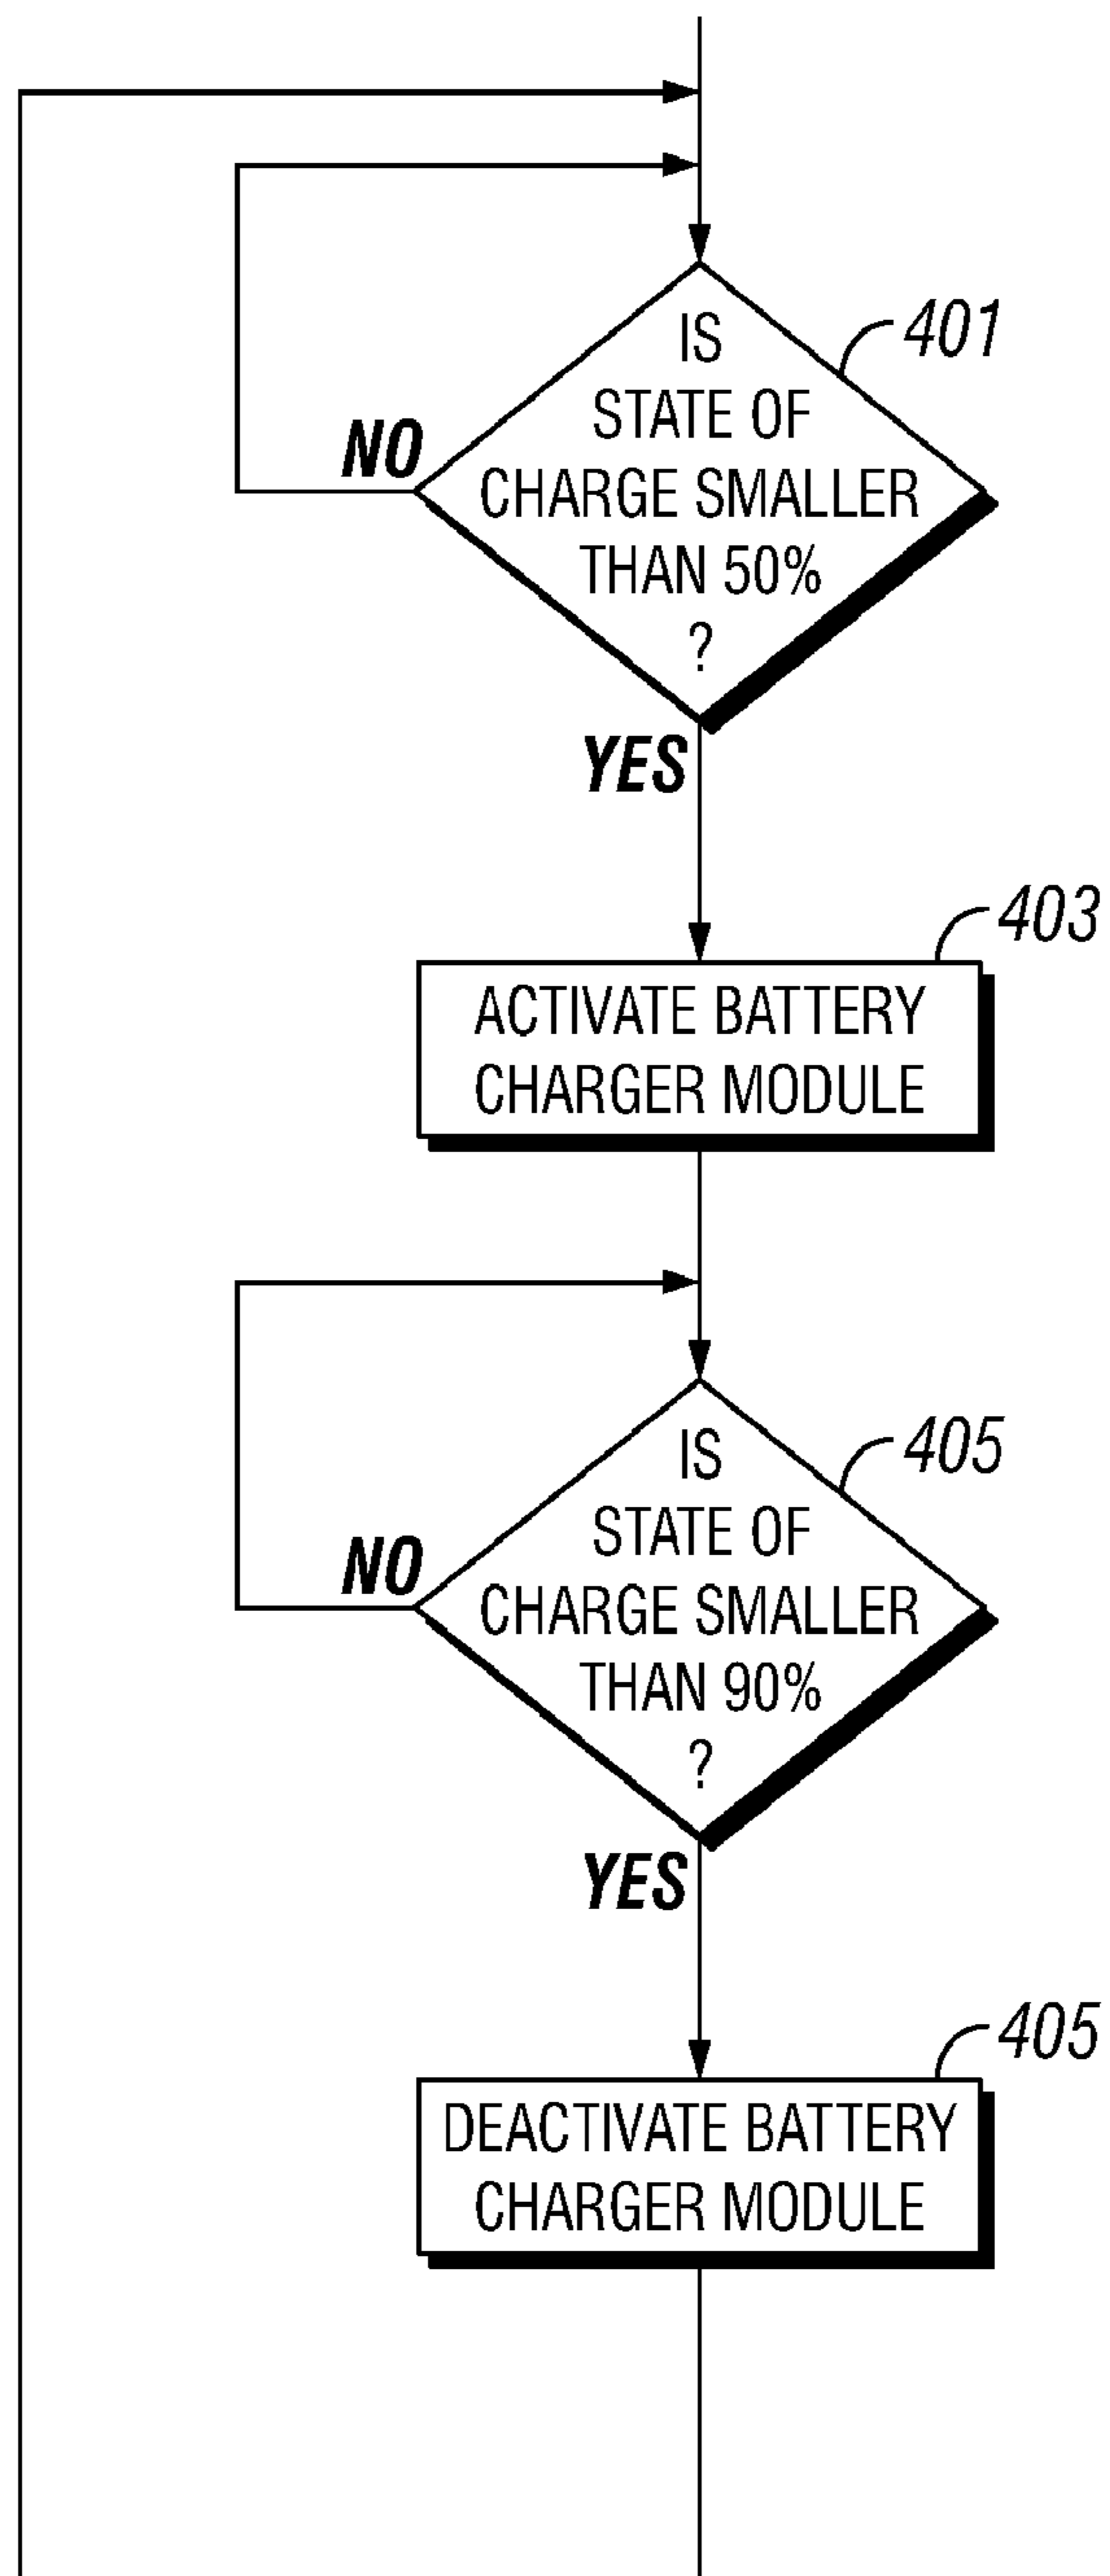 IS
401
STATE OF
CHARGE SMALLER
NO
THAN 50%
?
YES
403
ACTIVATE BATTERY
CHARGER MODULE
IS
405
STATE OF
CHARGE SMALLER
NO
THAN 90%
?
YES
405
DEACTIVATE BATTERY
CHARGER MODULE